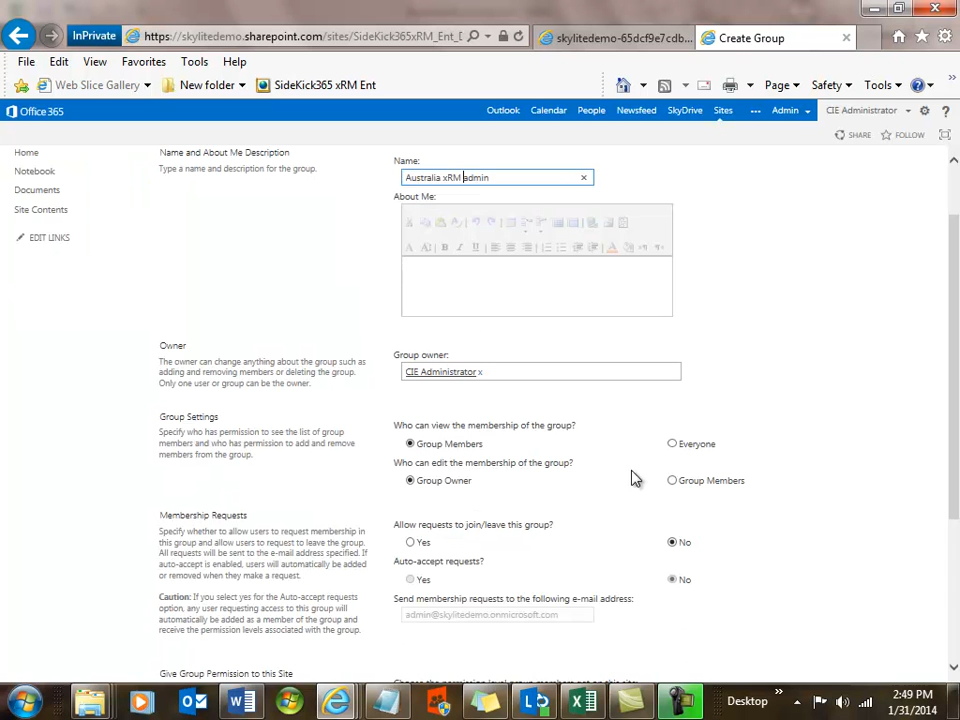 InPrivate
https://skylitedemo.sharepoint.com/sites/SideKick365xRM_Ent_D
skylitedemo-65dcf9e7cdb...
Create Group
File Edit View Favorites Tools Help
Web Slice Gallery
New folder
SideKick365 xRM Ent
Page Safety Tools
Office 365
Outlook Calendar People Newsfeed SkyDrive Sites ... Admin
CIE Administrator
SHARE FOLLOW
Home
Notebook
Documents
Site Contents
EDIT LINKS
Name and About Me Description
Type a name and description for the group.
Name:
Australia xRM admin
About Me:
Owner
The owner can change anything about the group such as
adding and removing members or deleting the group.
Only one user or group can be the owner.
Group owner:
CIE Administrator x
Group Settings
Specify who has permission to see the list of group
members and who has permission to add and remove
members from the group.
Who can view the membership of the group?
Group Members Everyone
Who can edit the membership of the group?
Group Owner Group Members
Membership Requests
Specify whether to allow users to request membership in
this group and allow users to request to leave the group.
All requests will be sent to the e-mail address specified. If
auto-accept is enabled, users will automatically be added
or removed when they make a request.
Caution: If you select yes for the Auto-accept requests
option, any user requesting access to this group will
automatically be added as a member of the group and
receive the permission levels associated with the group.
Allow requests to join/leave this group?
Yes No
Auto-accept requests?
Yes No
Send membership requests to the following e-mail address:
admin@skylitedemo.onmicrosoft.com
Give Group Permission to this Site
Desktop
2:49 PM
1/31/2014